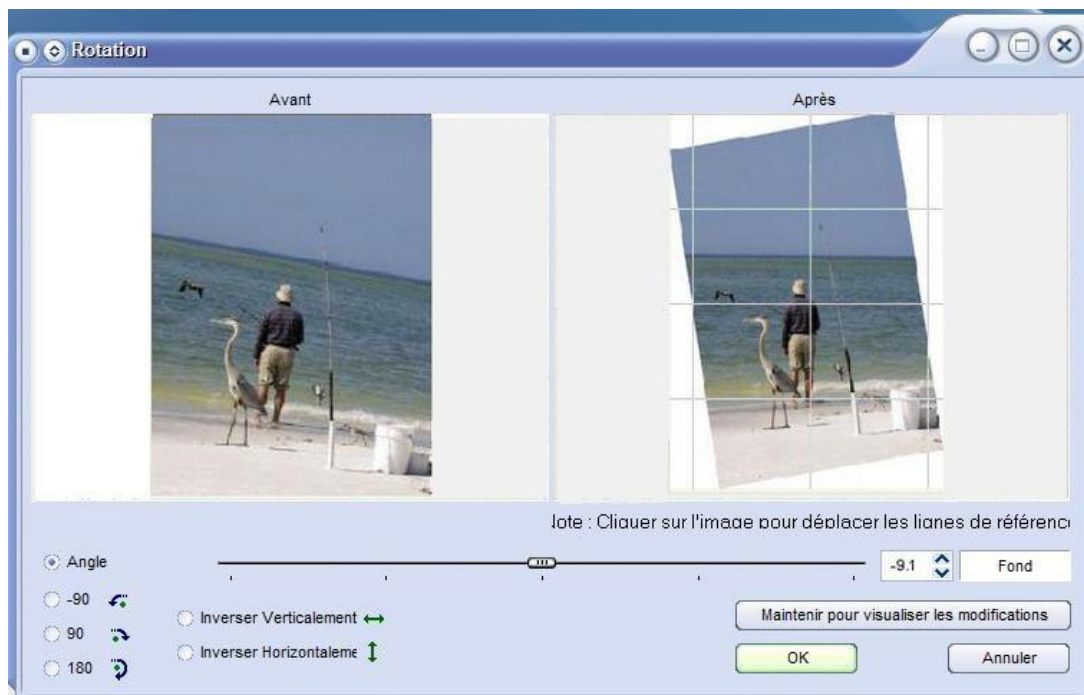 Rotation
Avant
Après
lote : Cliquer sur l'image pour déplacer les lignes de référenc
Angle
-9.1
Fond
-90
Inverser Verticalement
Maintenir pour visualiser les modifications
90
Inverser Horizontaleme
180
OK
Annuler